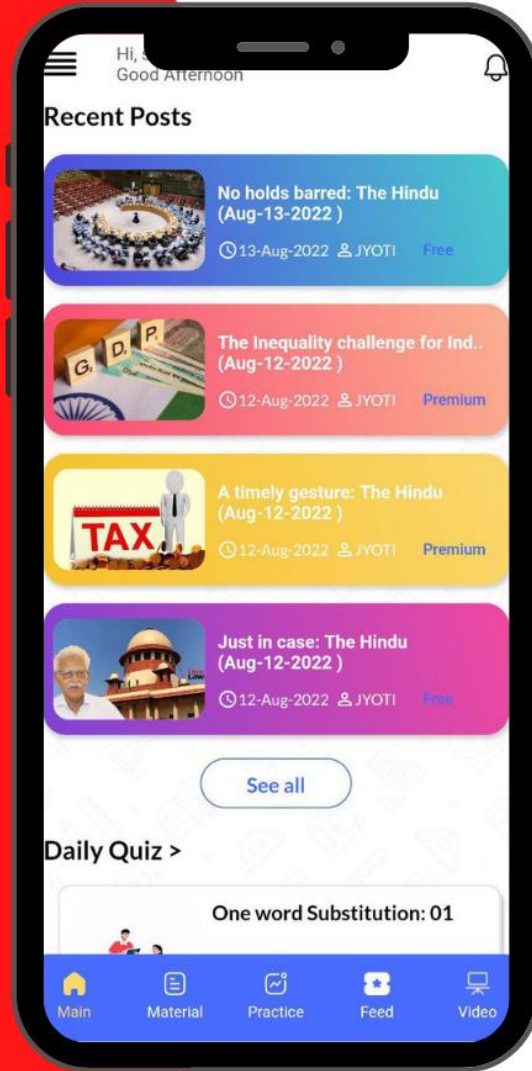 Hi,
Good Afternoon
Recent Posts
No holds barred: The Hindu
(Aug-13-2022 )
13-Aug-2022 JYOTI Free
G D P
The Inequality challenge for Ind..
(Aug-12-2022 )
12-Aug-2022 JYOTI Premium
TAX
A timely gesture: The Hindu
(Aug-12-2022 )
12-Aug-2022 JYOTI Premium
Just in case: The Hindu
(Aug-12-2022 )
12-Aug-2022 JYOTI Free
See all
Daily Quiz >
One word Substitution: 01
Main Material Practice Feed Video